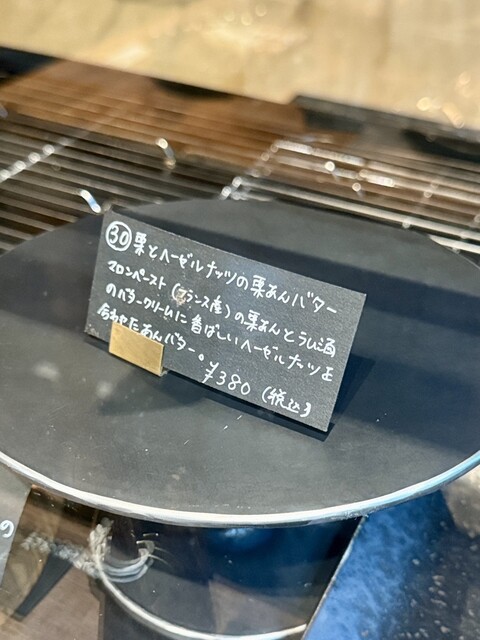 ㉚栗とヘーゼルナッツの栗あんバター
マロンペースト(フランス産)の栗あんとラム酒
のバタークリームに香ばしいヘーゼルナッツを
合わせたあんバター。
¥380(税込)
の